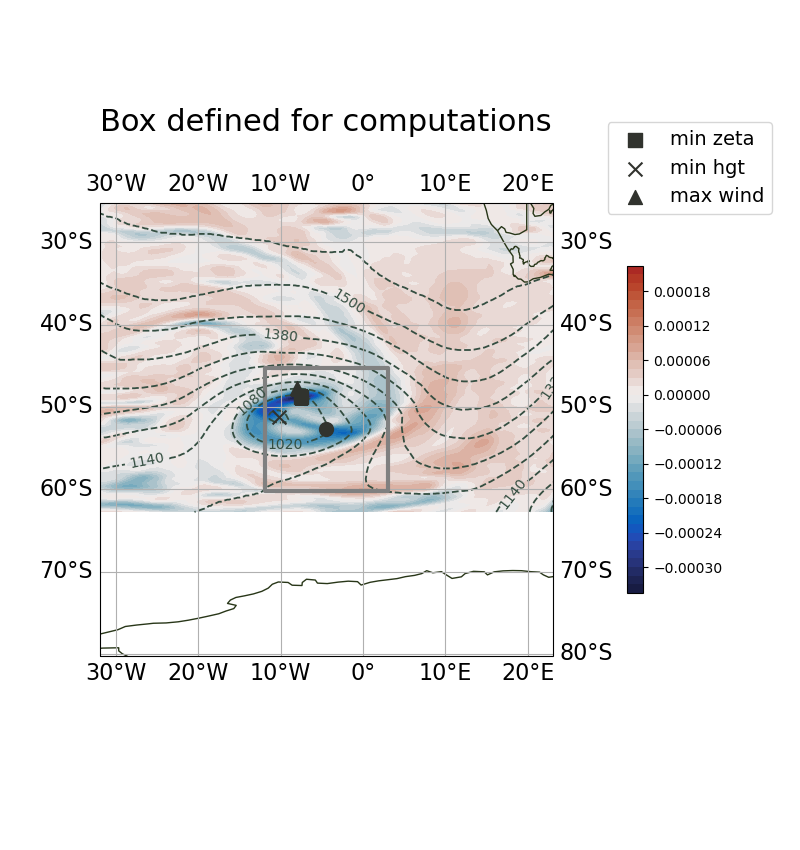 Box defined for computations
min zeta
min hgt
max wind
30°W 20°W 10°W 0° 10°E 20°E
30°S 30°S
40°S 40°S
50°S 50°S
60°S 60°S
70°S 70°S
80°S
30°W 20°W 10°W 0° 10°E 20°E
1500
1380
1080
1020
1140
1140
0.00018
0.00012
0.00006
0.00000
−0.00006
−0.00012
−0.00018
−0.00024
−0.00030